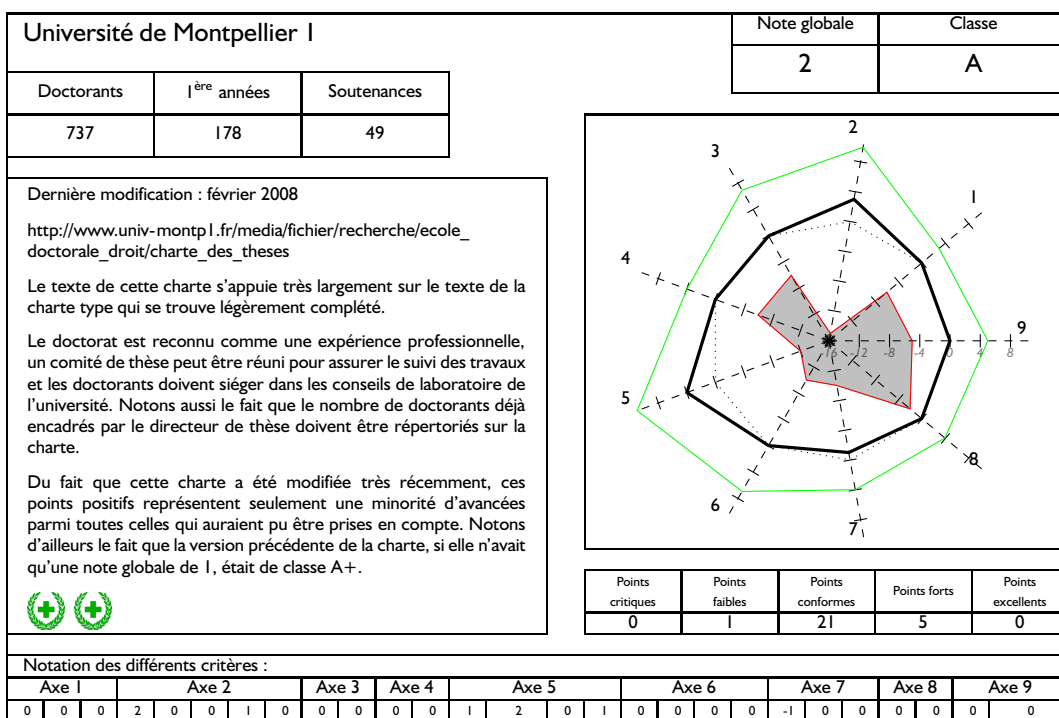 Université de Montpellier 1
Note globale Classe
2 A
Doctorants 1ère années Soutenances
737 178 49
Dernière modification : février 2008
http://www.univ-montp1.fr/media/fichier/recherche/ecole_
doctorale_droit/charte_des_theses
Le texte de cette charte s'appuie très largement sur le texte de la
charte type qui se trouve légèrement complété.
Le doctorat est reconnu comme une expérience professionnelle,
un comité de thèse peut être réuni pour assurer le suivi des travaux
et les doctorants doivent siéger dans les conseils de laboratoire de
l'université. Notons aussi le fait que le nombre de doctorants déjà
encadrés par le directeur de thèse doivent être répertoriés sur la
charte.
Du fait que cette charte a été modifiée très récemment, ces
points positifs représentent seulement une minorité d'avancées
parmi toutes celles qui auraient pu être prises en compte. Notons
d'ailleurs le fait que la version précédente de la charte, si elle n'avait
qu'une note globale de 1, était de classe A+.
2
3
1
4
9
-16 -12 -8 -4 0 4 8
5
8
6
7
Points critiques Points faibles Points conformes Points forts Points excellents
0 1 21 5 0
Notation des différents critères :
Axe 1 Axe 2 Axe 3 Axe 4 Axe 5 Axe 6 Axe 7 Axe 8 Axe 9
0 0 0 2 0 0 1 0 0 0 0 0 1 2 0 1 0 0 0 0 -1 0 0 0 0 0 0